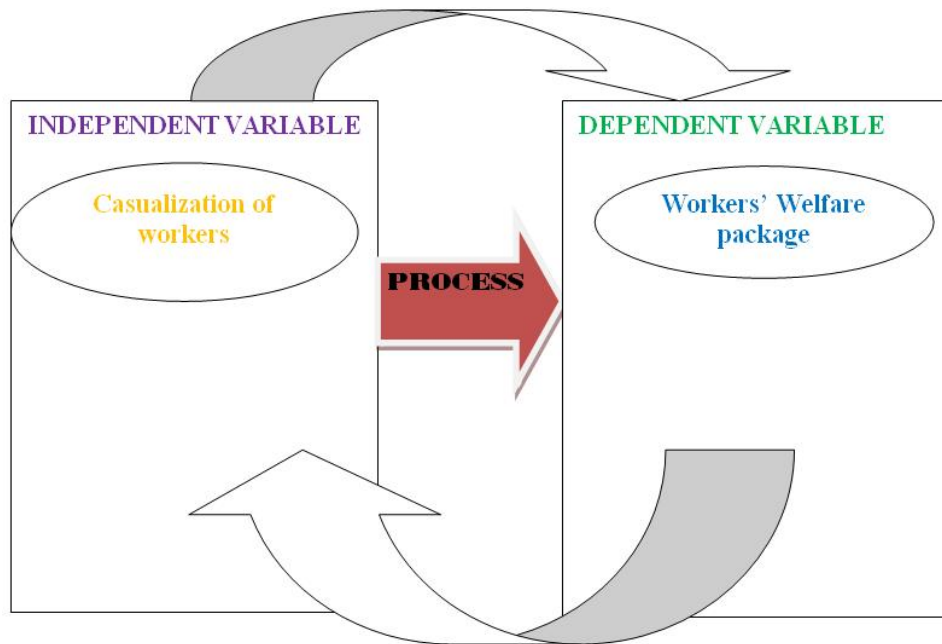 INDEPENDENT VARIABLE
Casualization of
workers
PROCESS
DEPENDENT VARIABLE
Workers’ Welfare
package